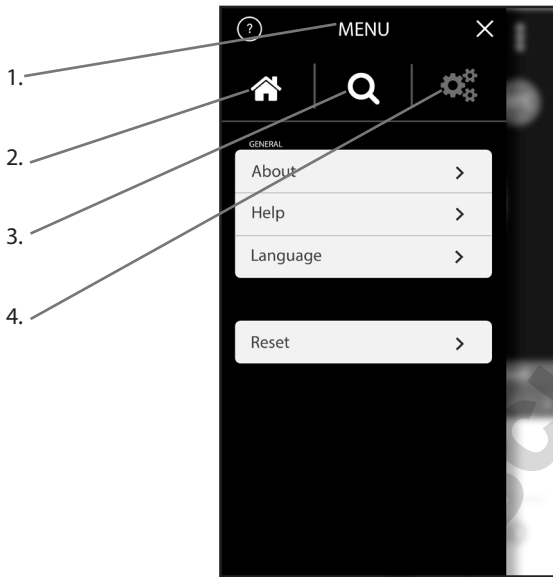 ? MENU
1.
2.
3.
4.
GENERAL
About
Help
Language
Reset